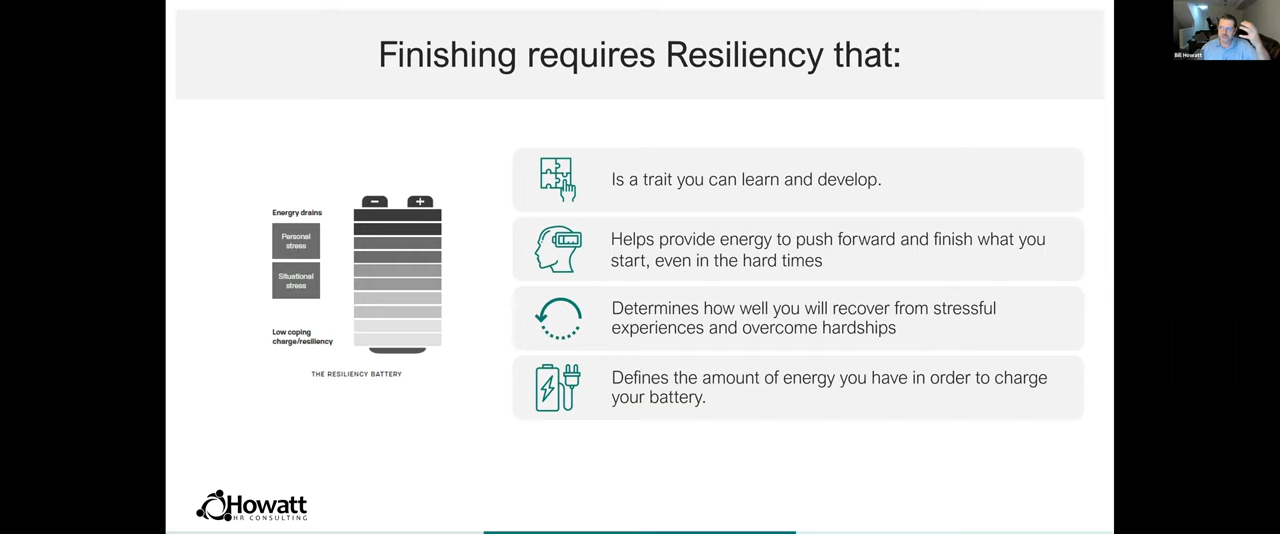 Finishing requires Resiliency that:
Bill Howatt
Energry drains
Personal
stress
Situational
stress
Low coping
charge/resiliency
THE RESILIENCY BATTERY
Is a trait you can learn and develop.
Helps provide energy to push forward and finish what you
start, even in the hard times
Determines how well you will recover from stressful
experiences and overcome hardships
Defines the amount of energy you have in order to charge
your battery.
Howatt
HR CONSULTING